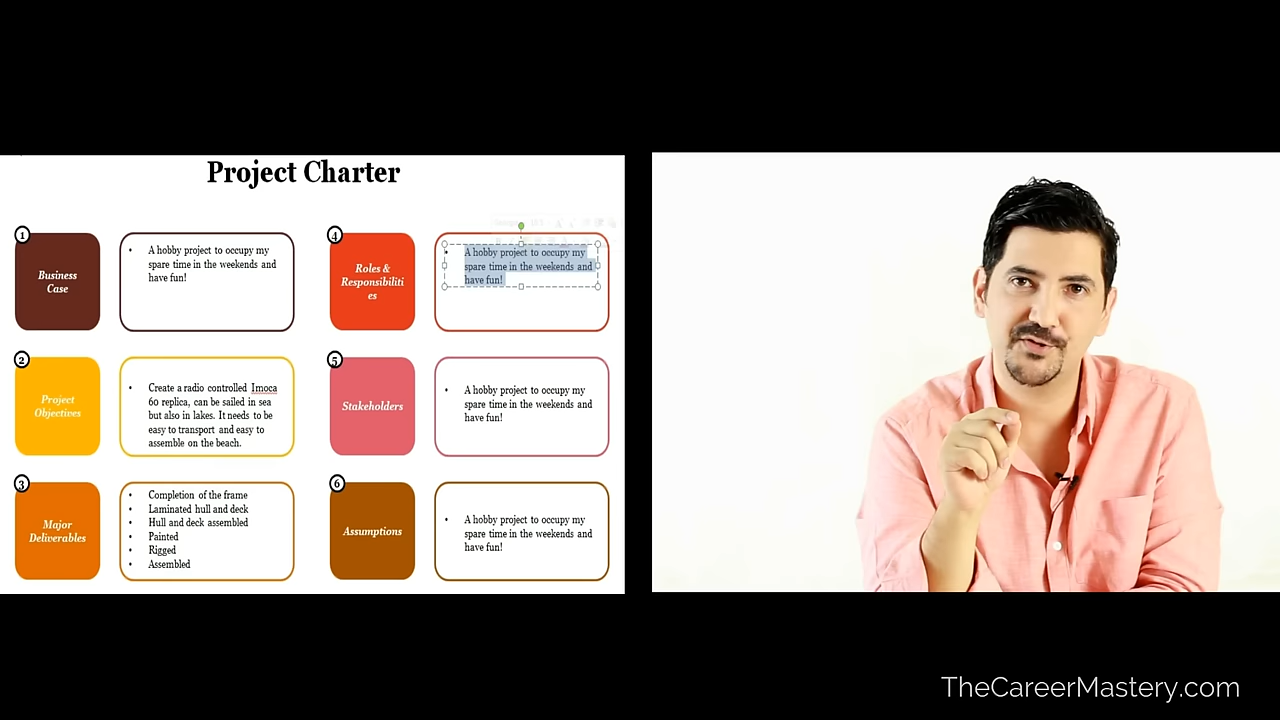 Project Charter
1
Business
Case
• A hobby project to occupy my
spare time in the weekends and
have fun!
2
Project
Objectives
• Create a radio controlled Imoca
60 replica, can be sailed in sea
but also in lakes. It needs to be
easy to transport and easy to
assemble on the beach.
3
Major
Deliverables
• Completion of the frame
• Laminated hull and deck
• Hull and deck assembled
• Painted
• Rigged
• Assembled
4
Roles &
Responsibiliti
es
• A hobby project to occupy my
spare time in the weekends and
have fun!
5
Stakeholders
• A hobby project to occupy my
spare time in the weekends and
have fun!
6
Assumptions
• A hobby project to occupy my
spare time in the weekends and
have fun!
TheCareerMastery.com